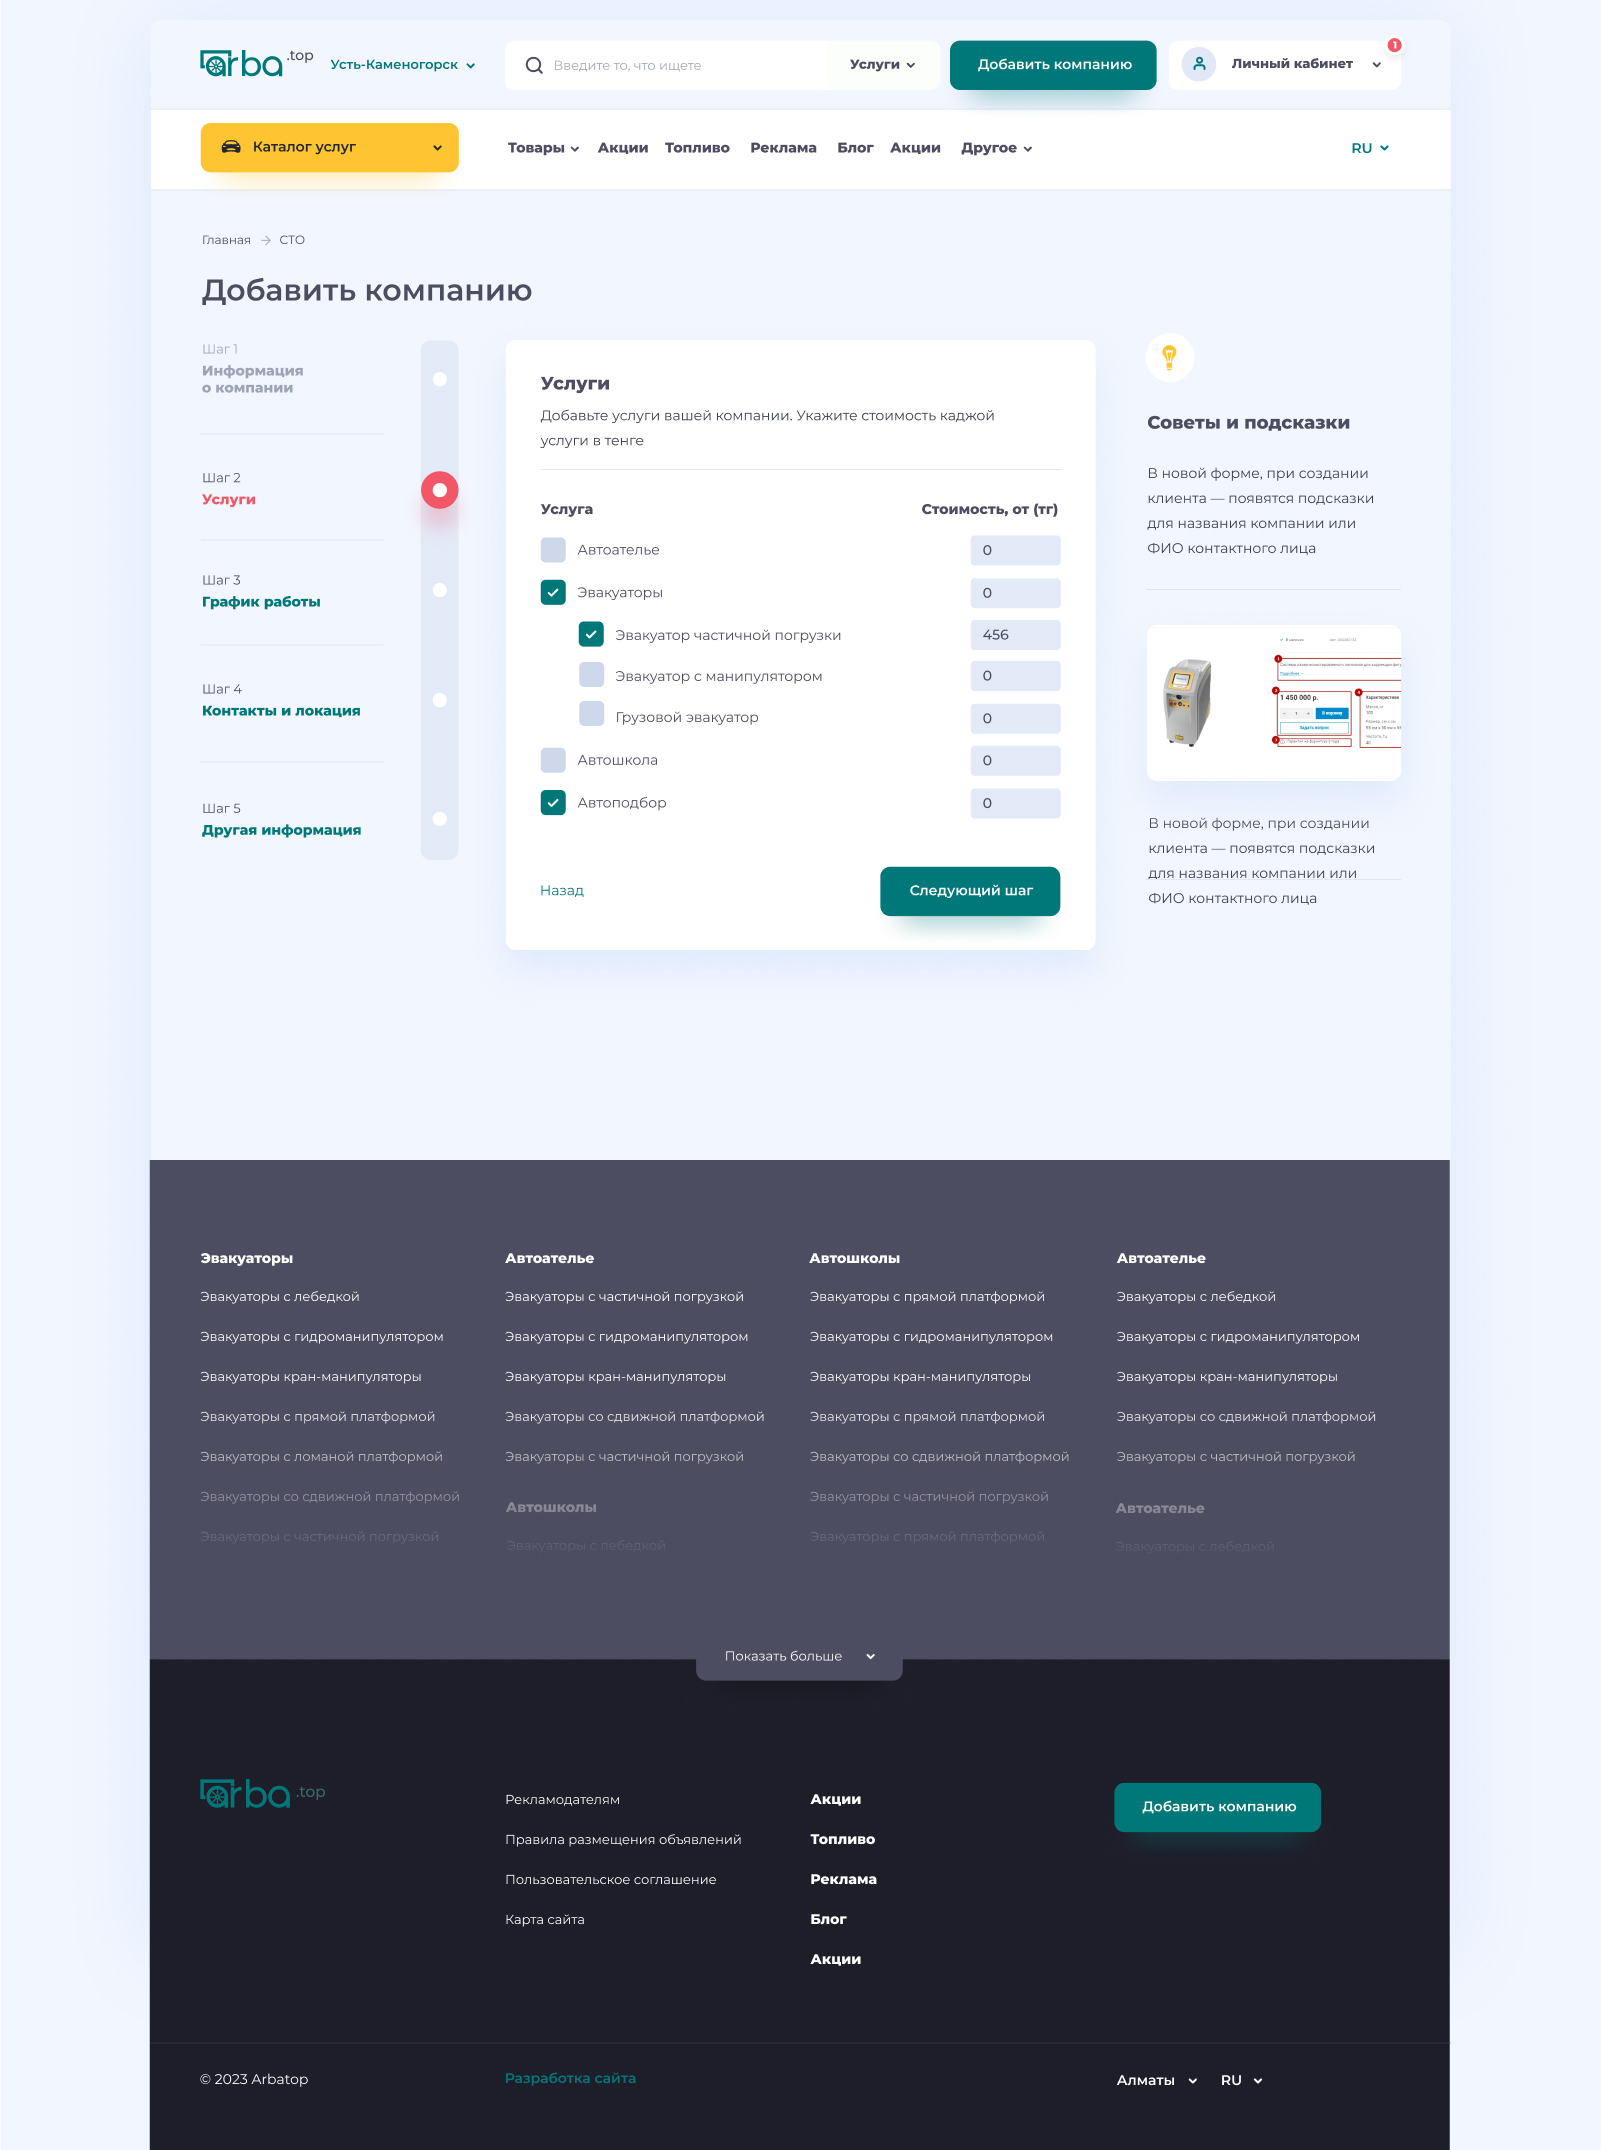 arba .top
Усть-Каменогорск
Введите то, что ищете
Услуги
Добавить компанию
Личный кабинет
1
Каталог услуг
Товары
Акции
Топливо
Реклама
Блог
Акции
Другое
RU
Главная → СТО
Добавить компанию
Шаг 1
Информация
о компании
Шаг 2
Услуги
Шаг 3
График работы
Шаг 4
Контакты и локация
Шаг 5
Другая информация
Услуги
Добавьте услуги вашей компании. Укажите стоимость каджой
услуги в тенге
Услуга
Стоимость, от (тг)
Автоателье
0
Эвакуаторы
0
Эвакуатор частичной погрузки
456
Эвакуатор с манипулятором
0
Грузовой эвакуатор
0
Автошкола
0
Автоподбор
0
Назад
Следующий шаг
Советы и подсказки
В новой форме, при создании
клиента — появятся подсказки
для названия компании или
ФИО контактного лица
1 450 000 р.
В корзину
Задать вопрос
Характеристики
В новой форме, при создании
клиента — появятся подсказки
для названия компании или
ФИО контактного лица
Эвакуаторы
Эвакуаторы с лебедкой
Эвакуаторы с гидроманипулятором
Эвакуаторы кран-манипуляторы
Эвакуаторы с прямой платформой
Эвакуаторы с ломаной платформой
Эвакуаторы со сдвижной платформой
Эвакуаторы с частичной погрузкой
Автоателье
Эвакуаторы с частичной погрузкой
Эвакуаторы с гидроманипулятором
Эвакуаторы кран-манипуляторы
Эвакуаторы со сдвижной платформой
Эвакуаторы с частичной погрузкой
Автошколы
Эвакуаторы с лебедкой
Автошколы
Эвакуаторы с прямой платформой
Эвакуаторы с гидроманипулятором
Эвакуаторы кран-манипуляторы
Эвакуаторы с прямой платформой
Эвакуаторы со сдвижной платформой
Эвакуаторы с частичной погрузкой
Эвакуаторы с прямой платформой
Автоателье
Эвакуаторы с лебедкой
Эвакуаторы с гидроманипулятором
Эвакуаторы кран-манипуляторы
Эвакуаторы со сдвижной платформой
Эвакуаторы с частичной погрузкой
Автоателье
Эвакуаторы с лебедкой
Показать больше
arba .top
Рекламодателям
Правила размещения объявлений
Пользовательское соглашение
Карта сайта
Акции
Топливо
Реклама
Блог
Акции
Добавить компанию
© 2023 Arbatop
Разработка сайта
Алматы
RU